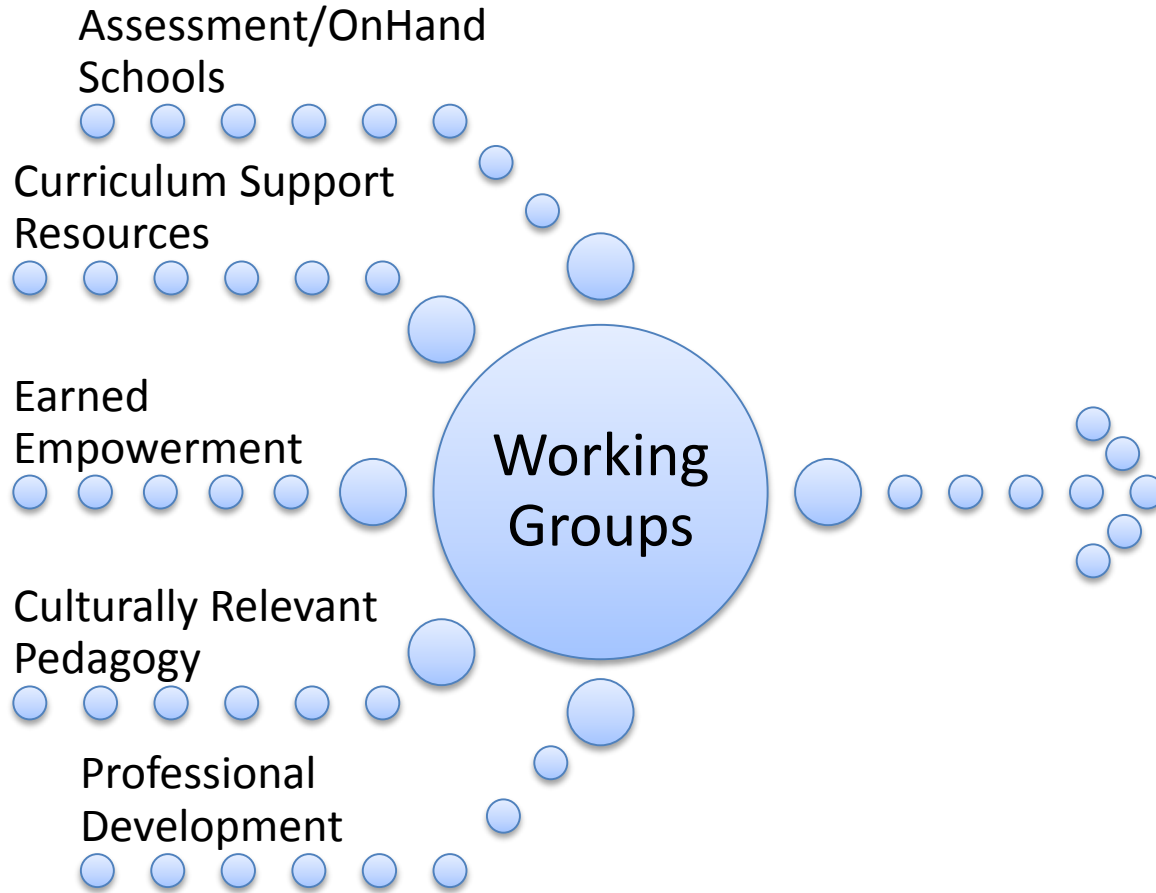 Assessment/OnHand
Schools
Curriculum Support
Resources
Earned
Empowerment
Working
Groups
Culturally Relevant
Pedagogy
Professional
Development